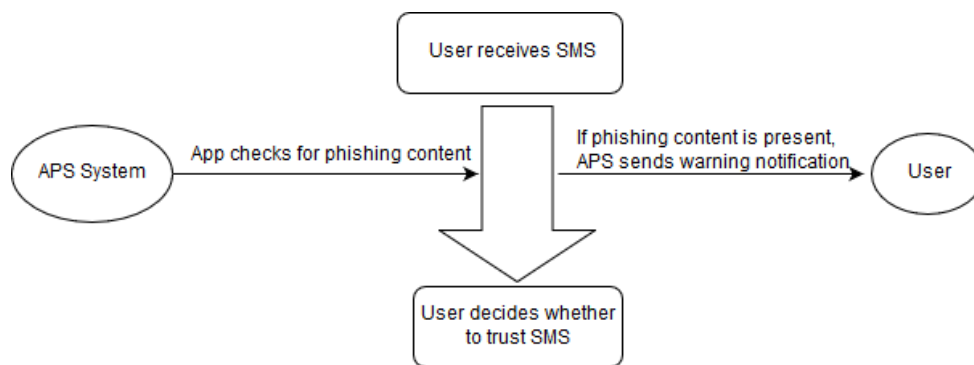 User receives SMS
APS System
App checks for phishing content
If phishing content is present,
APS sends warning notification
User
User decides whether
to trust SMS